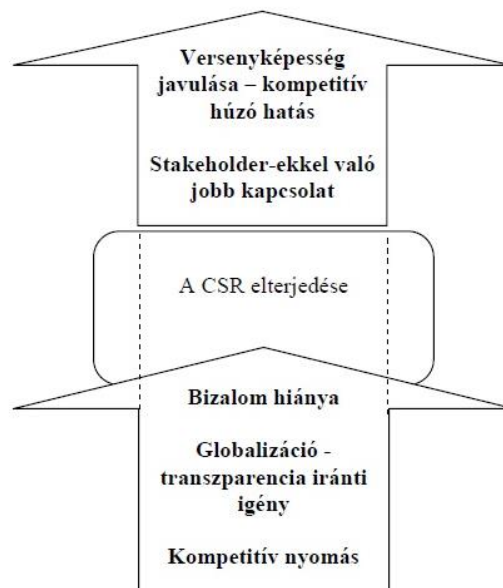 Versenyképesség
javulása – kompetitív
húzó hatás
Stakeholder-ekkel való
jobb kapcsolat
A CSR elterjedése
Bizalom hiánya
Globalizáció -
transzparencia iránti
igény
Kompetitív nyomás